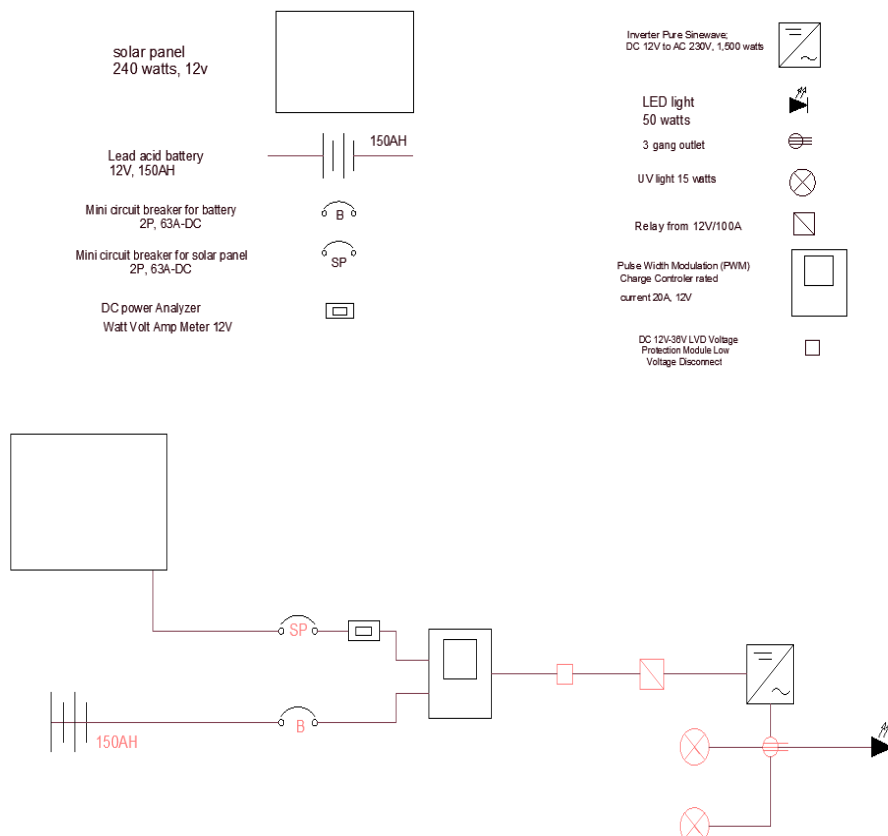 solar panel
240 watts, 12v
150AH
Lead acid battery
12V, 150AH
Mini circuit breaker for battery
2P, 63A-DC
B
Mini circuit breaker for solar panel
2P, 63A-DC
SP
DC power Analyzer
Watt Volt Amp Meter 12V
Inverter Pure Sinewave;
DC 12V to AC 230V, 1,500 watts
LED light
50 watts
3 gang outlet
UV light 15 watts
Relay from 12V/100A
Pulse Width Modulation (PWM)
Charge Controler rated
current 20A, 12V
DC 12V-36V LVD Voltage
Protection Module Low
Voltage Disconnect
SP
B
150AH